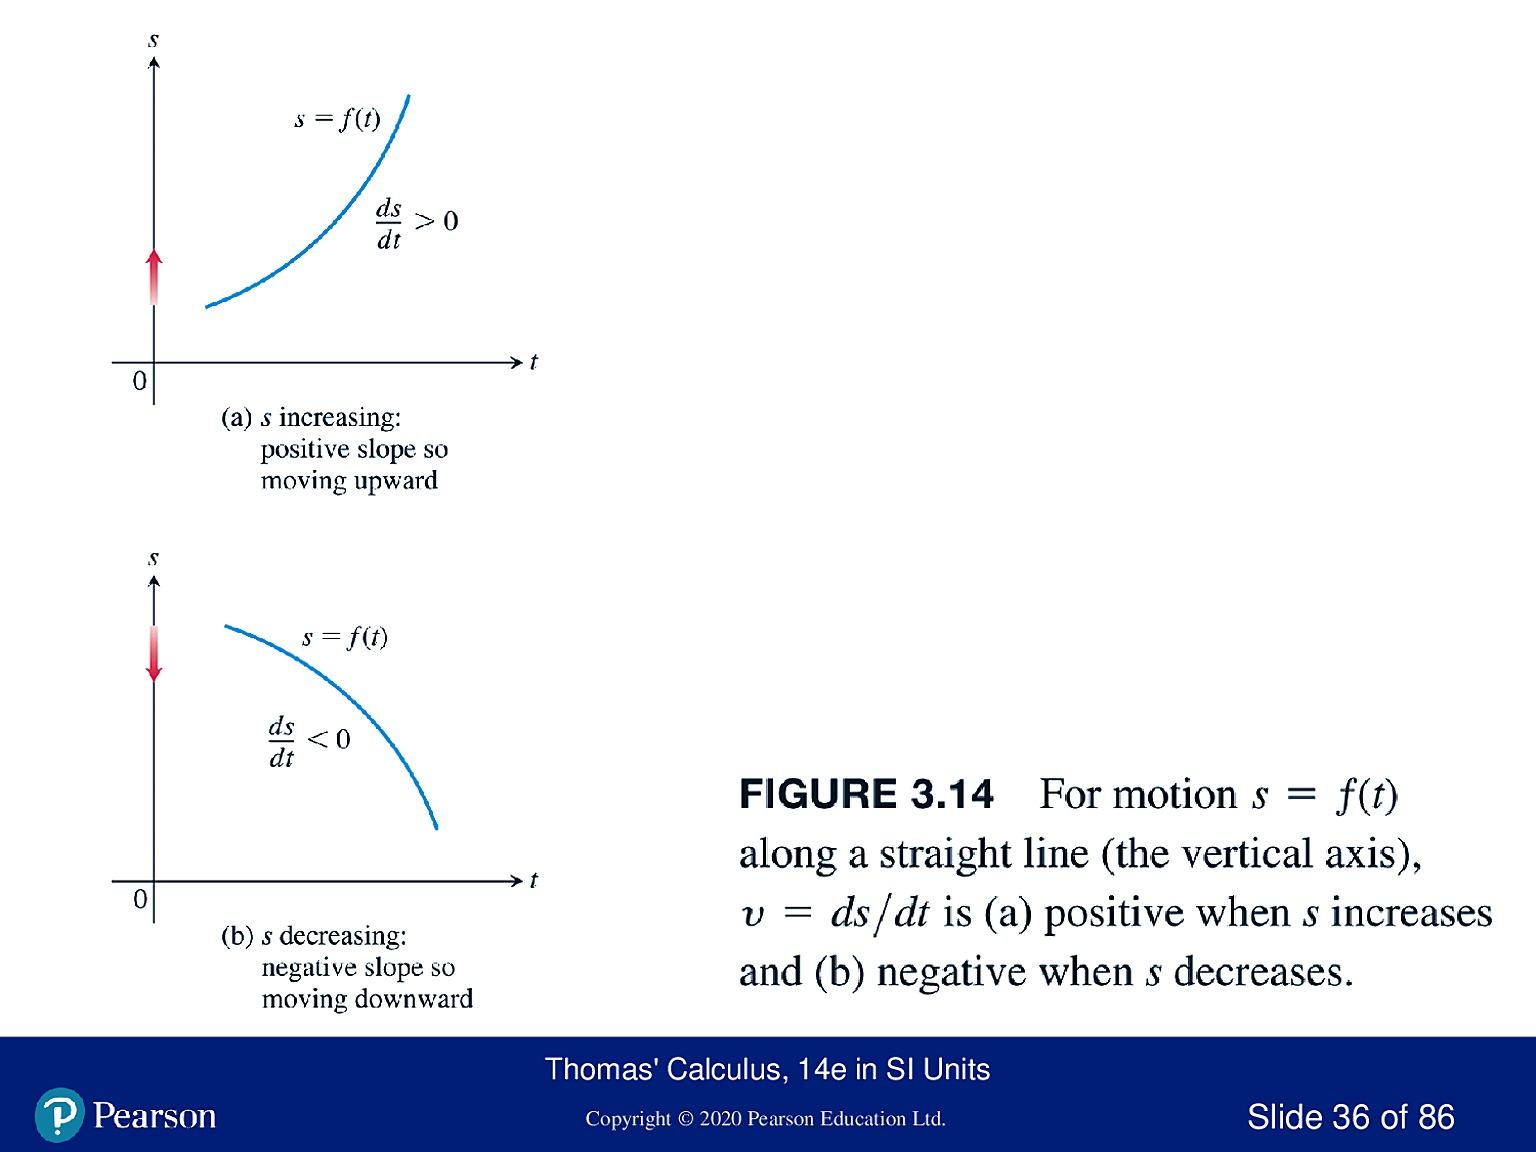 s
s = f(t)
ds/dt > 0
t
0
(a) s increasing:
positive slope so
moving upward
s
s = f(t)
ds/dt < 0
t
0
(b) s decreasing:
negative slope so
moving downward
FIGURE 3.14 For motion s = f(t)
along a straight line (the vertical axis),
v = ds/dt is (a) positive when s increases
and (b) negative when s decreases.
Thomas' Calculus, 14e in SI Units
Pearson
Copyright © 2020 Pearson Education Ltd.
Slide 36 of 86